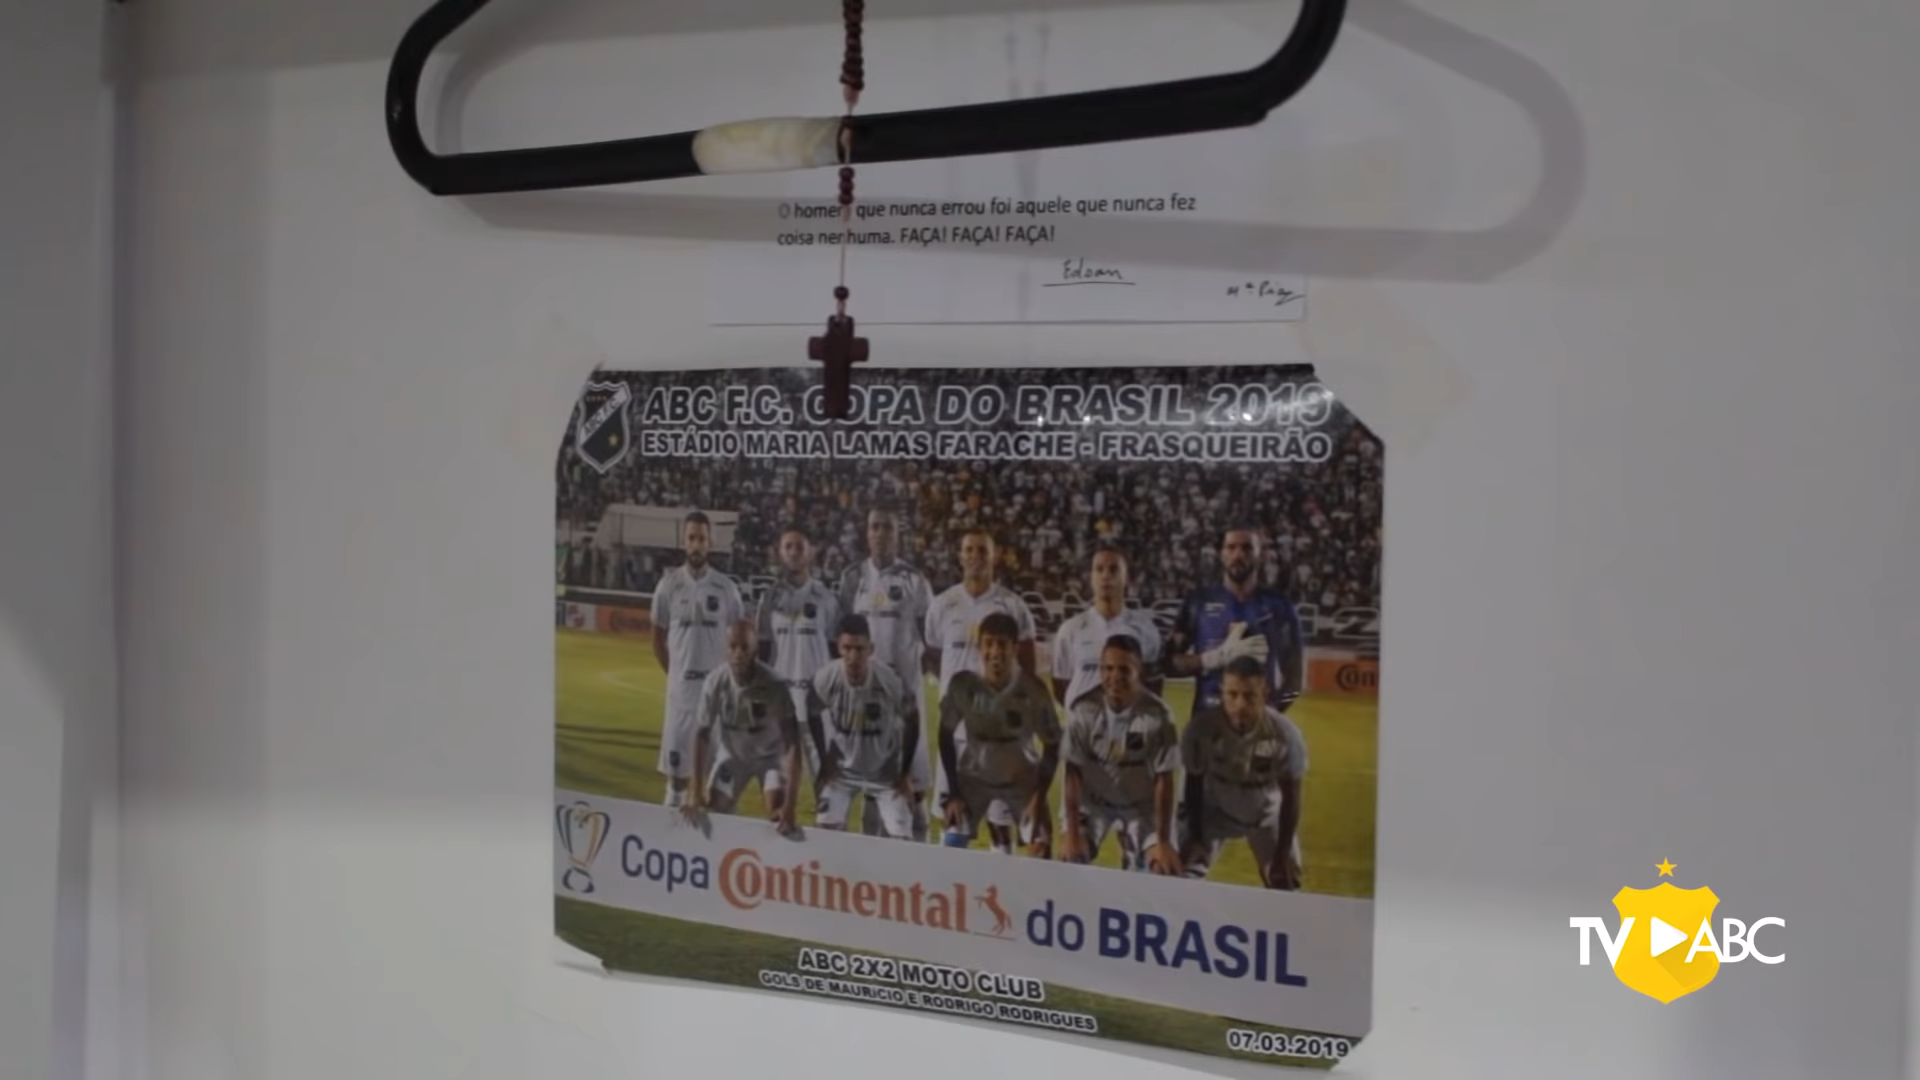 O homem que nunca errou foi aquele que nunca fez
coisa nenhuma. FAÇA! FAÇA! FAÇA!
Edson
ABC F.C. COPA DO BRASIL 2019
ESTÁDIO MARIA LAMAS FARACHE - FRASQUEIRÃO
Copa Continental do BRASIL
ABC 2X2 MOTO CLUB
GOLS DE MAURÍCIO E RODRIGO RODRIGUES
07.03.2019
TV ABC